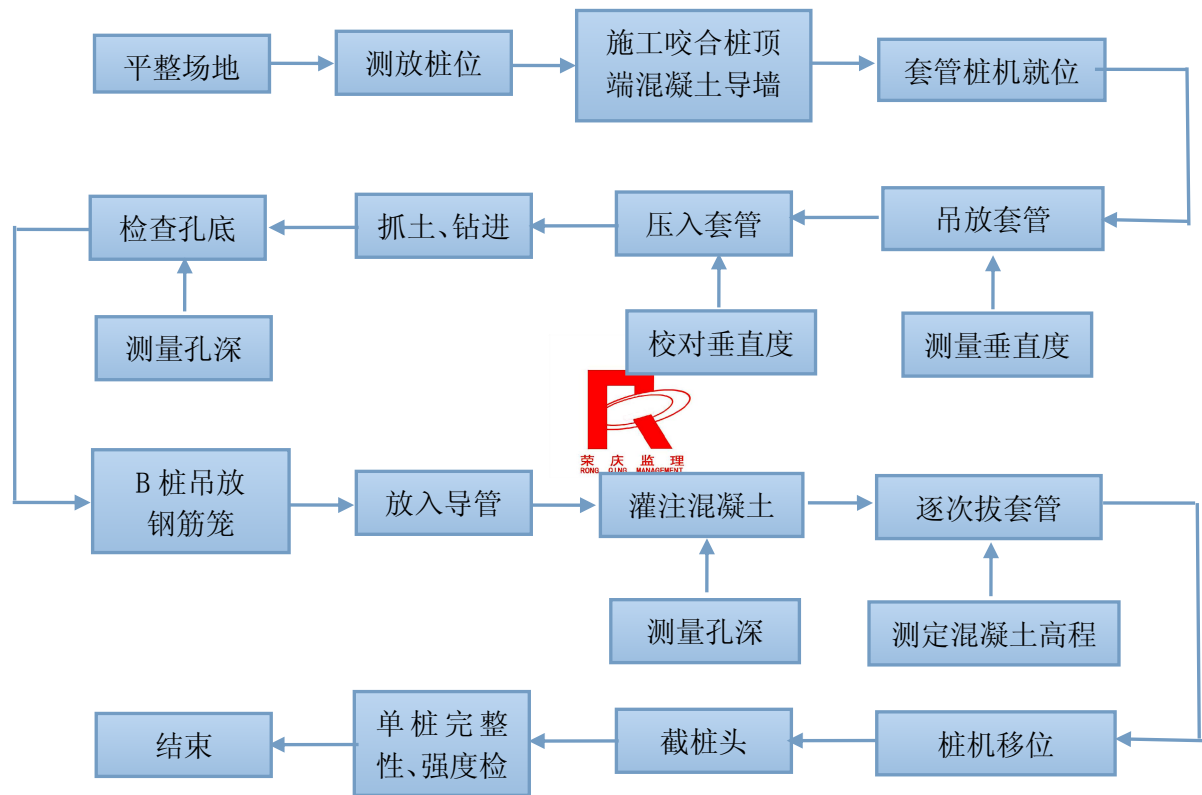 平整场地
测放桩位
施工咬合桩顶
端混凝土导墙
套管桩机就位
检查孔底
抓土、钻进
压入套管
吊放套管
测量孔深
校对垂直度
测量垂直度
荣庆监理
RONG QING MANAGEMENT
B 桩吊放
钢筋笼
放入导管
灌注混凝土
逐次拔套管
测量孔深
测定混凝土高程
结束
单桩完整
性、强度检
截桩头
桩机移位